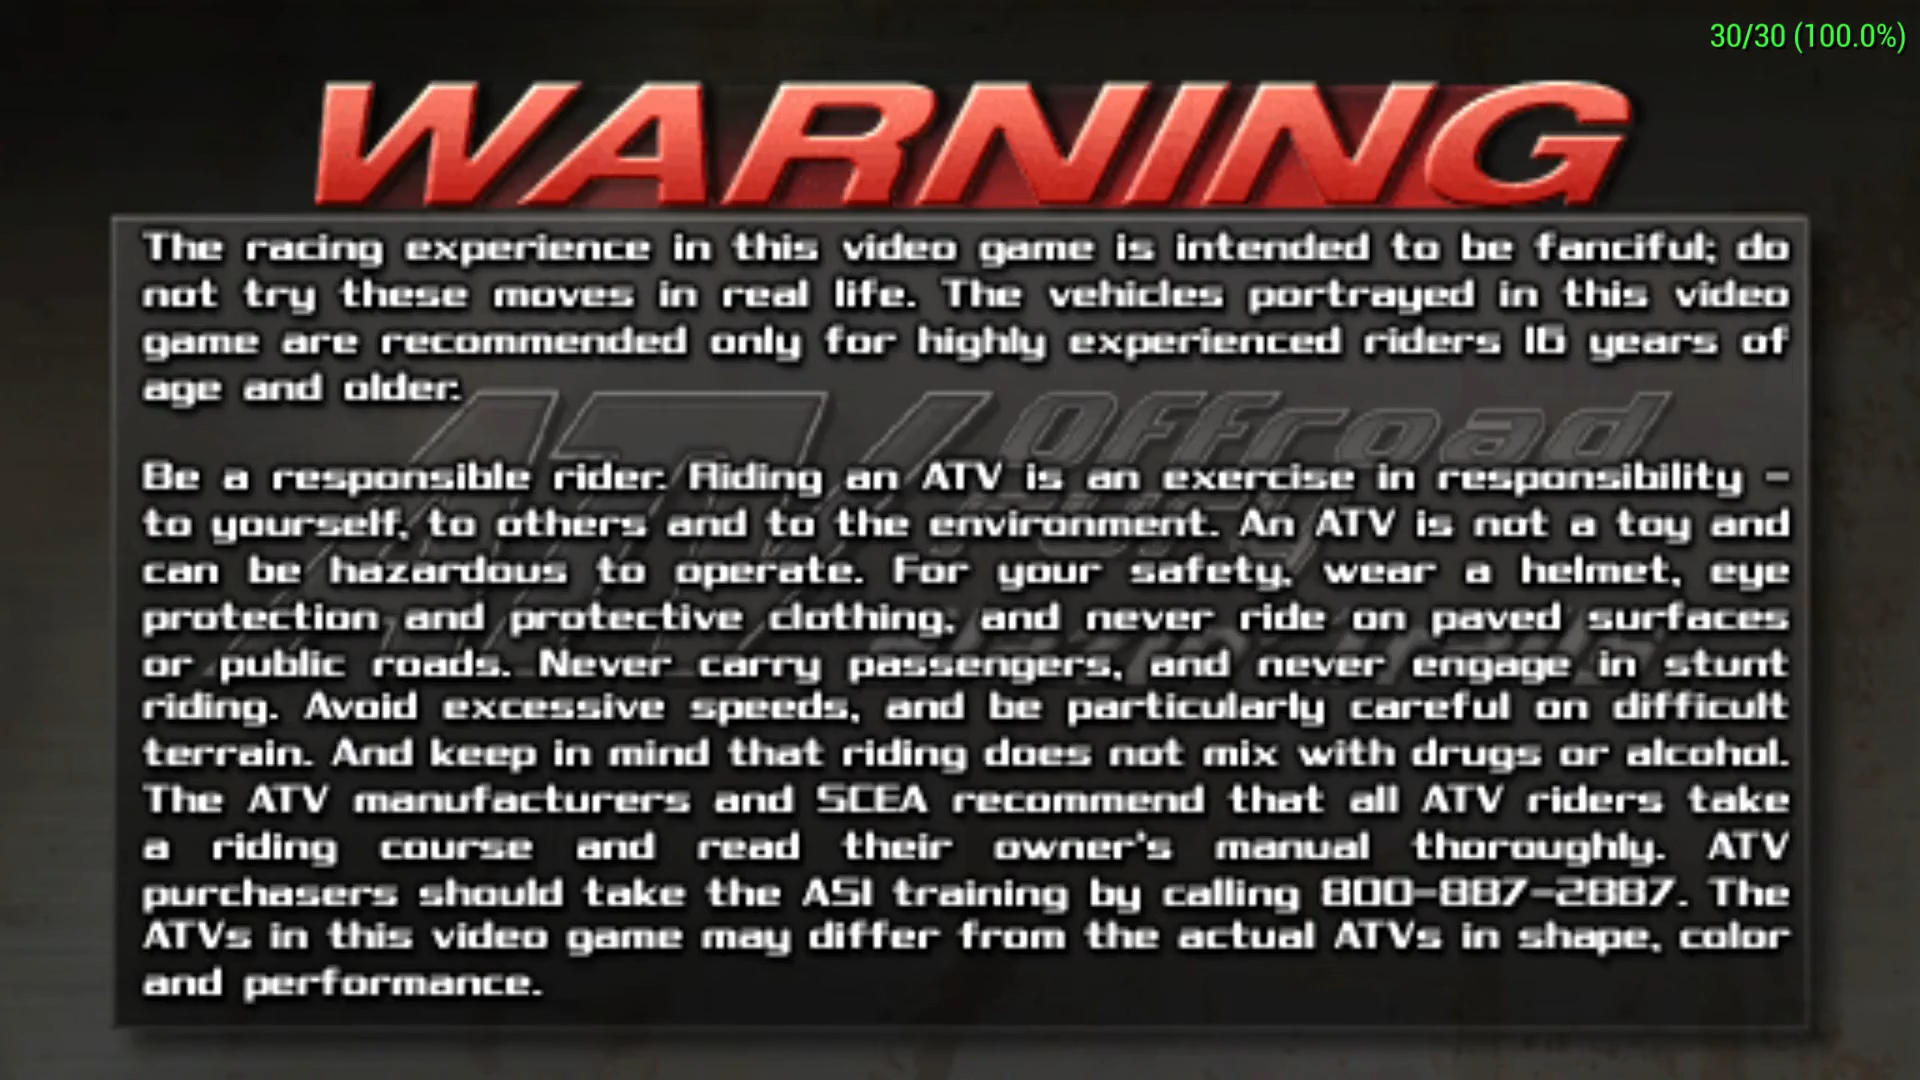 30/30 (100.0%)
WARNING
The racing experience in this video game is intended to be fanciful; do
not try these moves in real life. The vehicles portrayed in this video
game are recommended only for highly experienced riders 16 years of
age and older.
ATV Offroad
Fury
Blazin' Trails
Be a responsible rider. Riding an ATV is an exercise in responsibility -
to yourself, to others and to the environment. An ATV is not a toy and
can be hazardous to operate. For your safety, wear a helmet, eye
protection and protective clothing, and never ride on paved surfaces
or public roads. Never carry passengers, and never engage in stunt
riding. Avoid excessive speeds, and be particularly careful on difficult
terrain. And keep in mind that riding does not mix with drugs or alcohol.
The ATV manufacturers and SCEA recommend that all ATV riders take
a riding course and read their owner's manual thoroughly. ATV
purchasers should take the ASI training by calling 800-887-2887. The
ATVs in this video game may differ from the actual ATVs in shape, color
and performance.